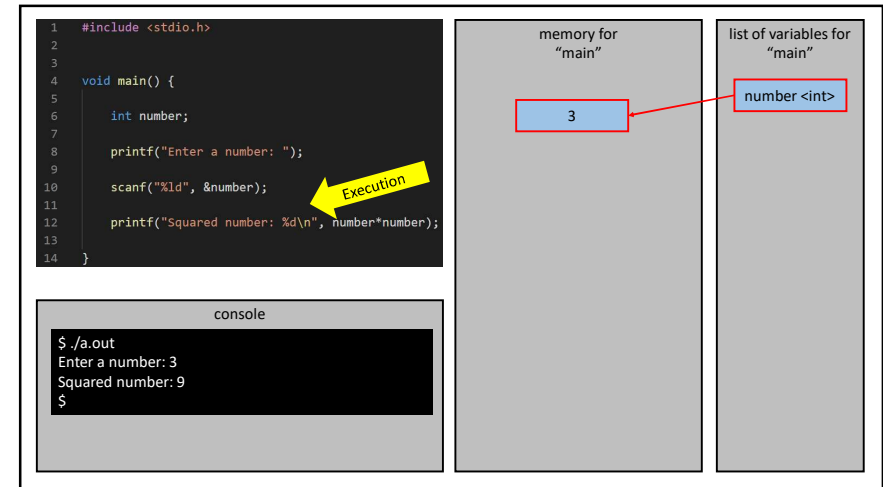 1 #include <stdio.h>
2
3
4 void main() {
5
6 int number;
7
8 printf("Enter a number: ");
9
10 scanf("%ld", &number);
11
12 printf("Squared number: %d\n", number*number);
13
14 }
Execution
console
$ ./a.out
Enter a number: 3
Squared number: 9
$
memory for
“main”
3
list of variables for
“main”
number <int>